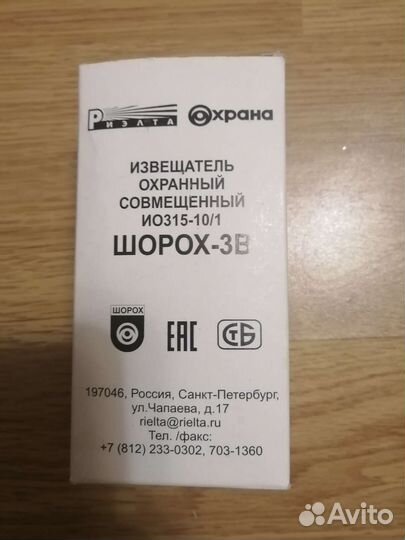 РИЭЛТА Охрана
ИЗВЕЩАТЕЛЬ
ОХРАННЫЙ
СОВМЕЩЕННЫЙ
ИО315-10/1
ШОРОХ-3В
ШОРОХ
ЕАС СТБ
197046, Россия, Санкт-Петербург,
ул.Чапаева, д.17
rielta@rielta.ru
Тел. /факс:
+7 (812) 233-0302, 703-1360
Avito